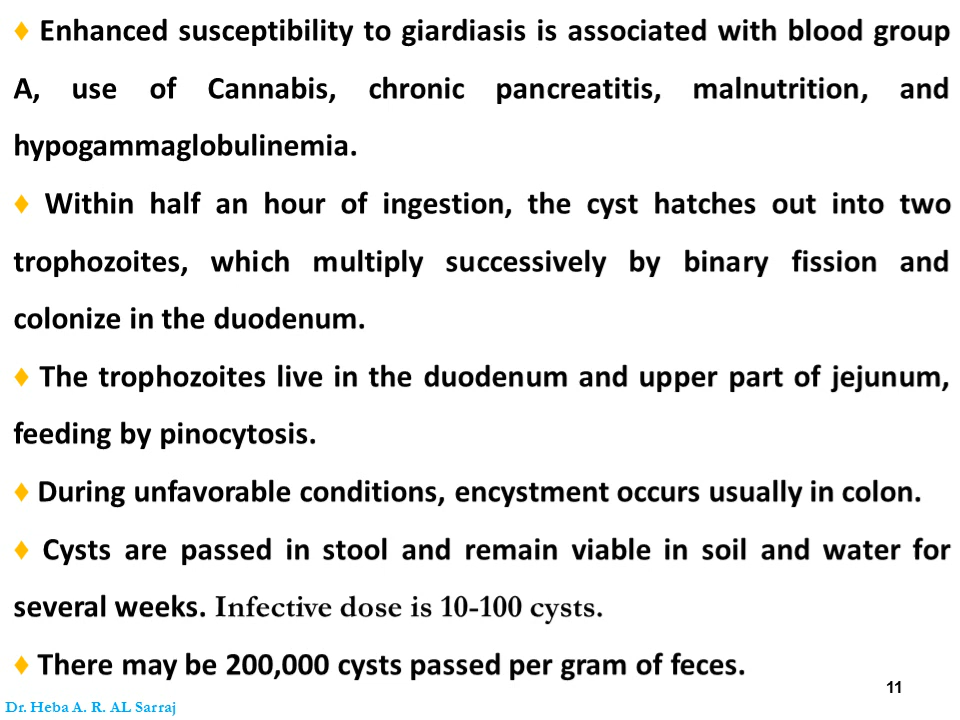 ♦ Enhanced susceptibility to giardiasis is associated with blood group
A, use of Cannabis, chronic pancreatitis, malnutrition, and
hypogammaglobulinemia.
♦ Within half an hour of ingestion, the cyst hatches out into two
trophozoites, which multiply successively by binary fission and
colonize in the duodenum.
♦ The trophozoites live in the duodenum and upper part of jejunum,
feeding by pinocytosis.
♦ During unfavorable conditions, encystment occurs usually in colon.
♦ Cysts are passed in stool and remain viable in soil and water for
several weeks. Infective dose is 10-100 cysts.
♦ There may be 200,000 cysts passed per gram of feces.
11
Dr. Heba A. R. AL Sarraj